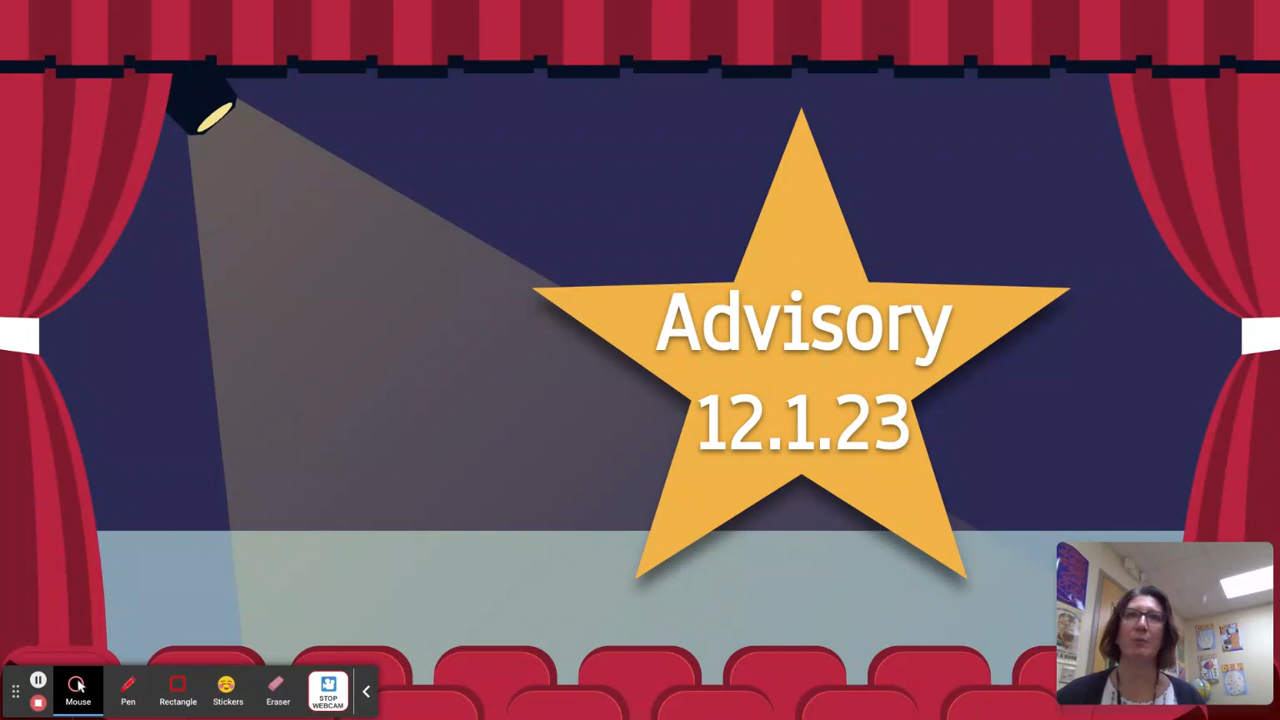 Advisory
12.1.23
Mouse
Pen
Rectangle
Stickers
Eraser
STOP
WEBCAM